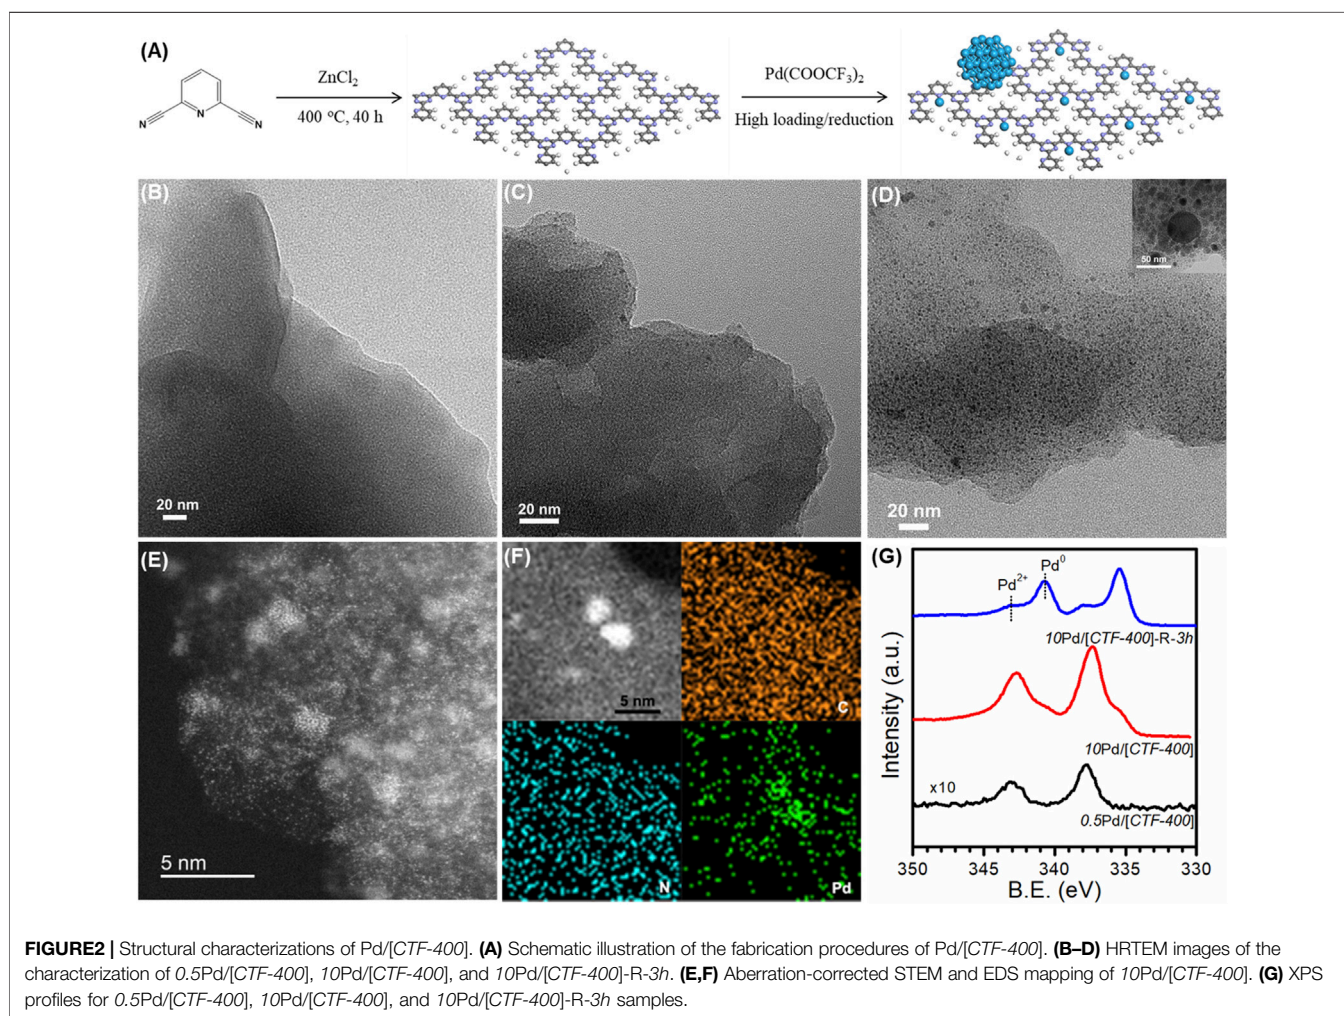 (A)
N
N
N
ZnCl2
400 °C, 40 h
Pd(COOCF3)2
High loading/reduction
(B)
20 nm
(C)
20 nm
(D)
50 nm
20 nm
(E)
5 nm
(F)
5 nm
C
N
Pd
(G)
Pd2+
Pd0
10Pd/[CTF-400]-R-3h
10Pd/[CTF-400]
x10
0.5Pd/[CTF-400]
Intensity (a.u.)
350 345 340 335 330
B.E. (eV)
FIGURE2 | Structural characterizations of Pd/[CTF-400]. (A) Schematic illustration of the fabrication procedures of Pd/[CTF-400]. (B–D) HRTEM images of the
characterization of 0.5Pd/[CTF-400], 10Pd/[CTF-400], and 10Pd/[CTF-400]-R-3h. (E,F) Aberration-corrected STEM and EDS mapping of 10Pd/[CTF-400]. (G) XPS
profiles for 0.5Pd/[CTF-400], 10Pd/[CTF-400], and 10Pd/[CTF-400]-R-3h samples.